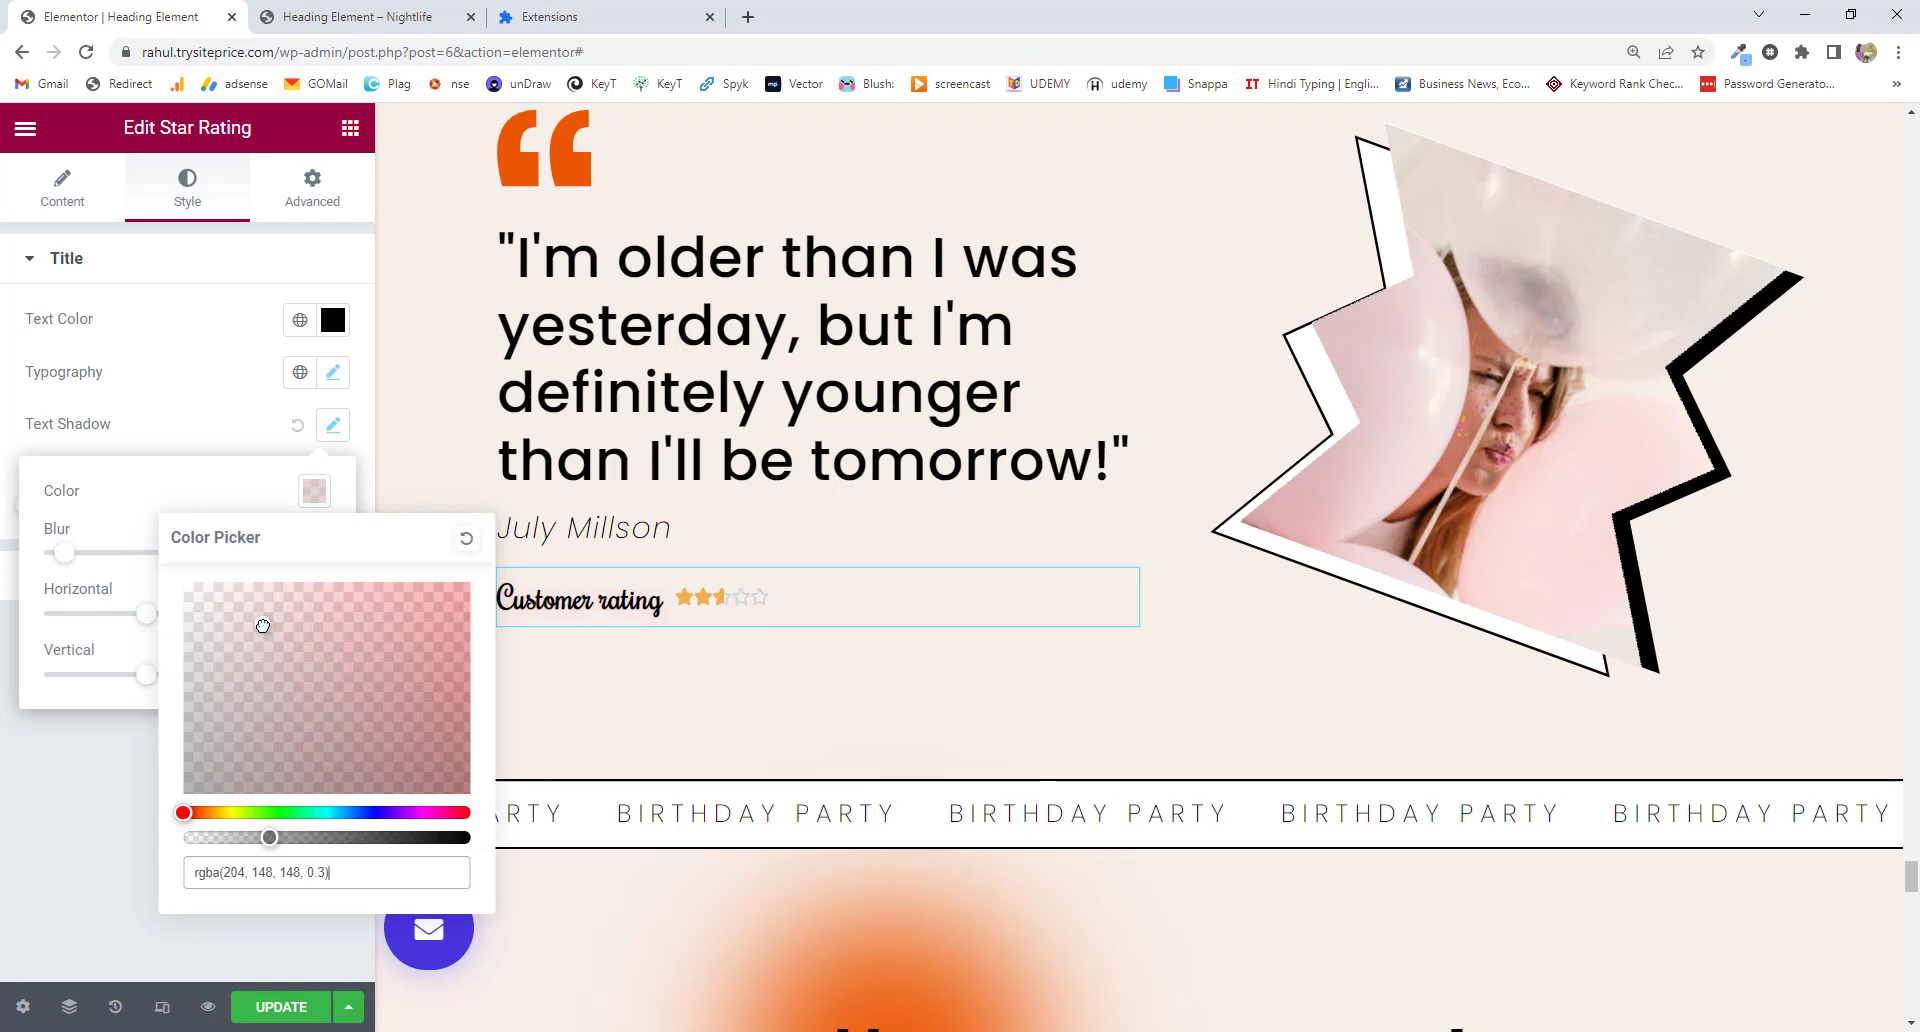 Elementor | Heading Element
Heading Element – Nightlife
Extensions
rahul.trysiteprice.com/wp-admin/post.php?post=6&action=elementor#
Gmail
Redirect
adsense
GOMail
Plag
nse
unDraw
KeyT
KeyT
Spyk
mp.
Vector
Blush:
screencast
UDEMY
udemy
Snappa
IT
Hindi Typing | Engli...
Business News, Eco...
Keyword Rank Chec...
Password Generato...
»
Edit Star Rating
Content
Style
Advanced
Title
Text Color
Typography
Text Shadow
Color
Blur
Horizontal
Vertical
Color Picker
rgba(204, 148, 148, 0.3)
UPDATE
"I'm older than I was
yesterday, but I'm
definitely younger
than I'll be tomorrow!"
July Millson
Customer rating
ARTY BIRTHDAY PARTY BIRTHDAY PARTY BIRTHDAY PARTY BIRTHDAY PARTY